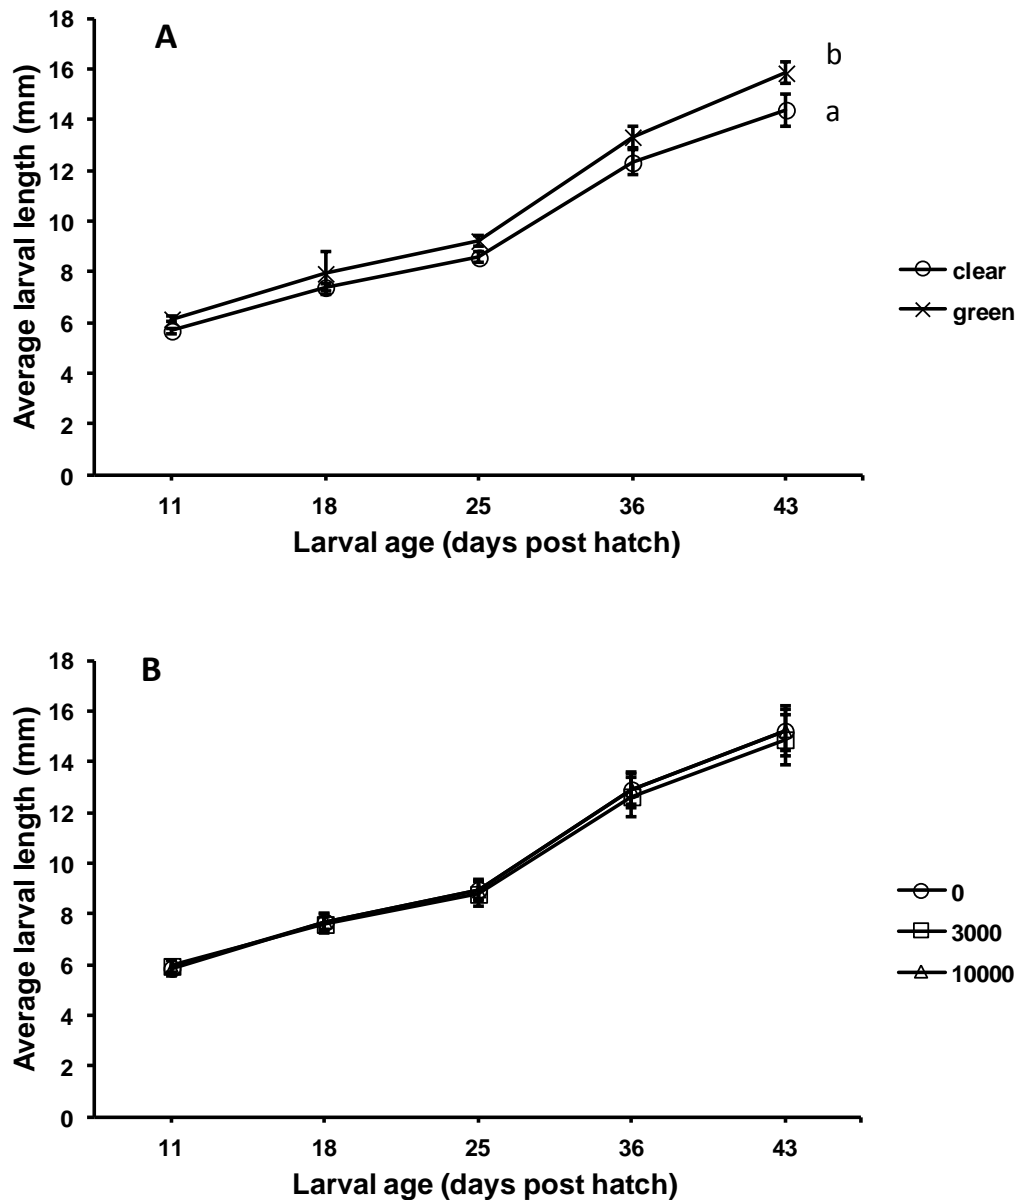 A
Average larval length (mm)
18
16
14
12
10
8
6
4
2
0
b
a
clear
green
11 18 25 36 43
Larval age (days post hatch)
B
Average larval length (mm)
18
16
14
12
10
8
6
4
2
0
0
3000
10000
11 18 25 36 43
Larval age (days post hatch)